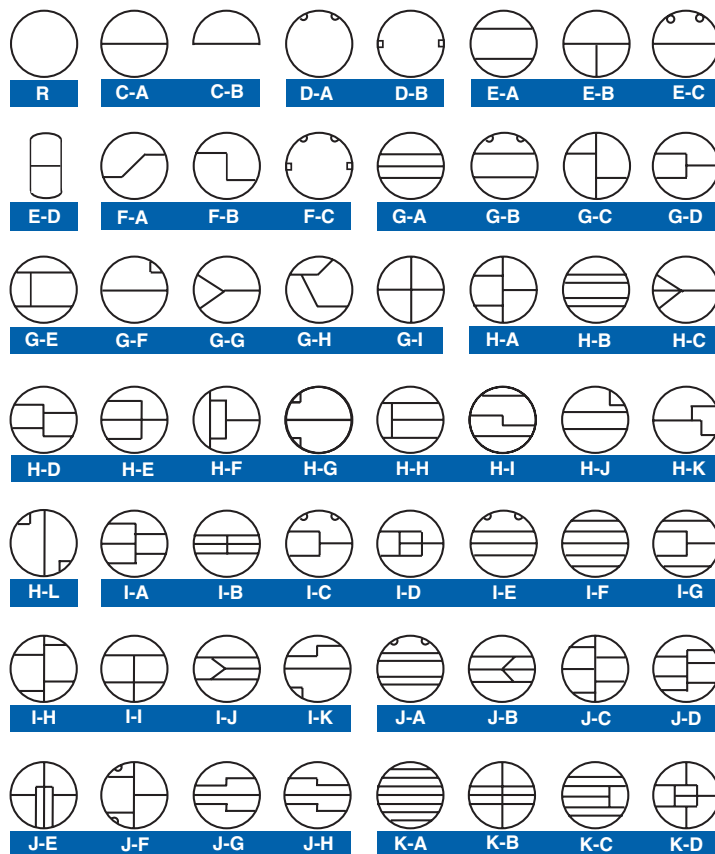 R C-A C-B D-A D-B E-A E-B E-C
E-D F-A F-B F-C G-A G-B G-C G-D
G-E G-F G-G G-H G-I H-A H-B H-C
H-D H-E H-F H-G H-H H-I H-J H-K
H-L I-A I-B I-C I-D I-E I-F I-G
I-H I-I I-J I-K J-A J-B J-C J-D
J-E J-F J-G J-H K-A K-B K-C K-D